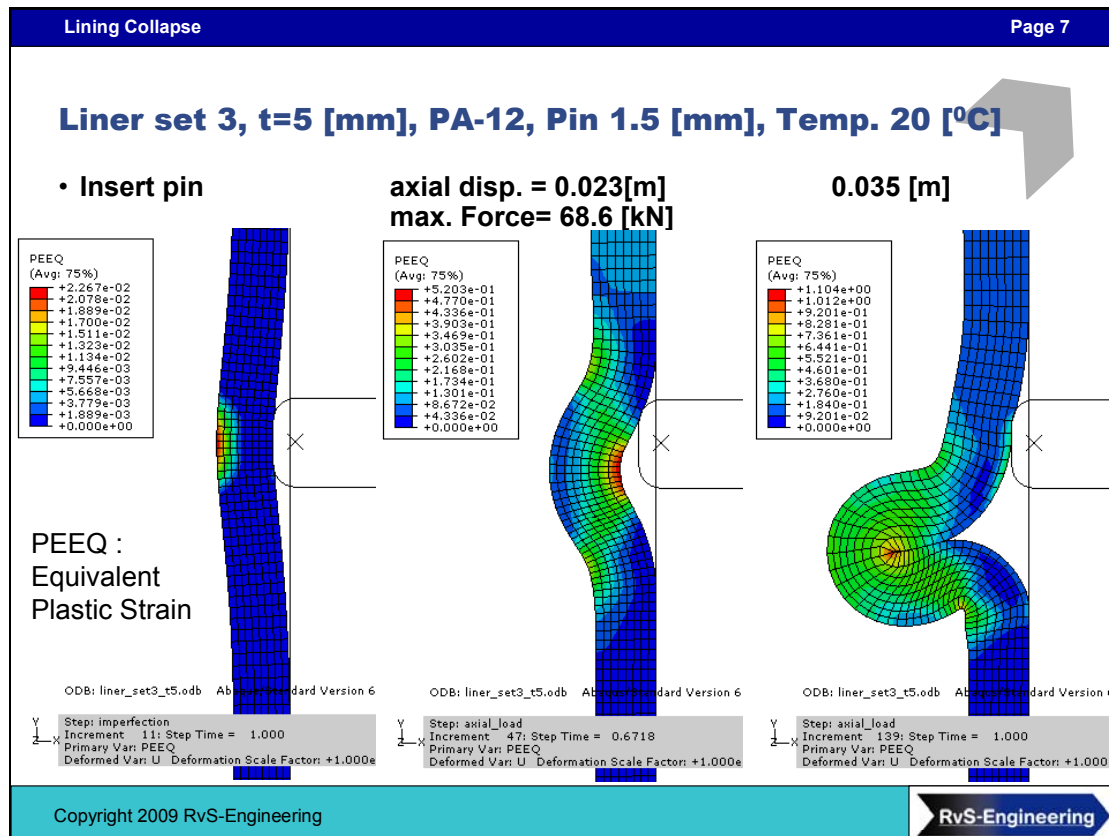 Lining Collapse
Page 7
Liner set 3, t=5 [mm], PA-12, Pin 1.5 [mm], Temp. 20 [⁰C]
• Insert pin
axial disp. = 0.023[m]
max. Force= 68.6 [kN]
0.035 [m]
PEEQ
(Avg: 75%)
+2.267e-02
+2.078e-02
+1.889e-02
+1.700e-02
+1.511e-02
+1.323e-02
+1.134e-02
+9.446e-03
+7.557e-03
+5.668e-03
+3.779e-03
+1.889e-03
+0.000e+00
PEEQ
(Avg: 75%)
+5.203e-01
+4.770e-01
+4.336e-01
+3.903e-01
+3.469e-01
+3.035e-01
+2.602e-01
+2.168e-01
+1.734e-01
+1.301e-01
+8.672e-02
+4.336e-02
+0.000e+00
PEEQ
(Avg: 75%)
+1.104e+00
+1.012e+00
+9.201e-01
+8.281e-01
+7.361e-01
+6.441e-01
+5.521e-01
+4.601e-01
+3.680e-01
+2.760e-01
+1.840e-01
+9.201e-02
+0.000e+00
PEEQ :
Equivalent
Plastic Strain
ODB: liner_set3_t5.odb Version 6
Y
Z X
Step: imperfection
Increment 11: Step Time = 1.000
Primary Var: PEEQ
Deformed Var: U Deformation Scale Factor: +1.000e
ODB: liner_set3_t5.odb Version 6
Y
Z X
Step: axial_load
Increment 47: Step Time = 0.6718
Primary Var: PEEQ
Deformed Var: U Deformation Scale Factor: +1.000e
ODB: liner_set3_t5.odb Version
Y
Z X
Step: axial_load
Increment 139: Step Time = 1.000
Primary Var: PEEQ
Deformed Var: U Deformation Scale Factor: +1.000
Copyright 2009 RvS-Engineering
RvS-Engineering